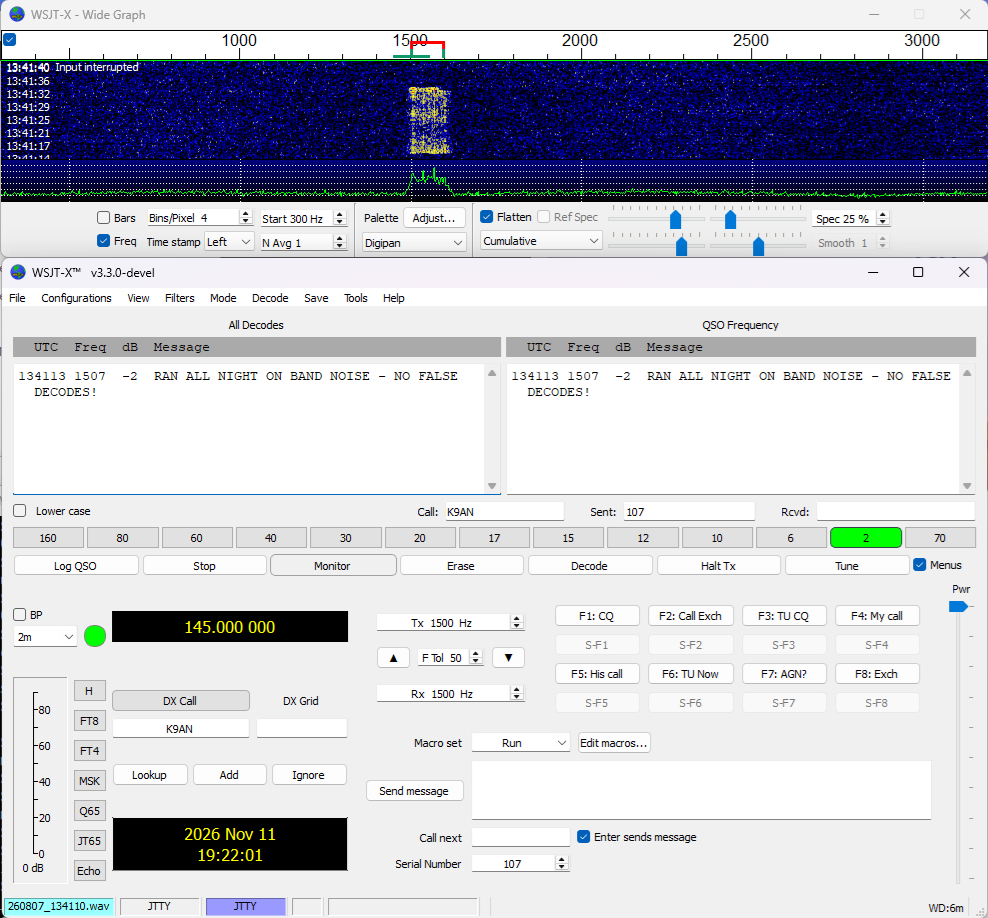 WSJT-X - Wide Graph
1000 1500 2000 2500 3000
13:41:40 Input interrupted
13:41:36
13:41:32
13:41:29
13:41:25
13:41:21
13:41:17
13:41:14
Bars Bins/Pixel 4 Start 300 Hz Palette Adjust... Flatten Ref Spec Spec 25 %
Freq Time stamp Left N Avg 1 Digipan Cumulative Smooth 1
WSJT-X™ v3.3.0-devel
File Configurations View Filters Mode Decode Save Tools Help
All Decodes QSO Frequency
UTC Freq dB Message UTC Freq dB Message
134113 1507 -2 RAN ALL NIGHT ON BAND NOISE - NO FALSE
DECODES!
134113 1507 -2 RAN ALL NIGHT ON BAND NOISE - NO FALSE
DECODES!
Lower case Call: K9AN Sent: 107 Rcvd:
160 80 60 40 30 20 17 15 12 10 6 2 70
Log QSO Stop Monitor Erase Decode Halt Tx Tune Menus
Pwr
BP
2m
145.000 000
Tx 1500 Hz
F Tol 50
Rx 1500 Hz
F1: CQ F2: Call Exch F3: TU CQ F4: My call
S-F1 S-F2 S-F3 S-F4
F5: His call F6: TU Now F7: AGN? F8: Exch
S-F5 S-F6 S-F7 S-F8
80
60
40
20
0
0 dB
H
FT8
FT4
MSK
Q65
JT65
Echo
DX Call DX Grid
K9AN
Lookup Add Ignore
2026 Nov 11
19:22:01
Macro set Run Edit macros...
Send message
Call next Enter sends message
Serial Number 107
260807_134110.wav JTTY JTTY WD:6m